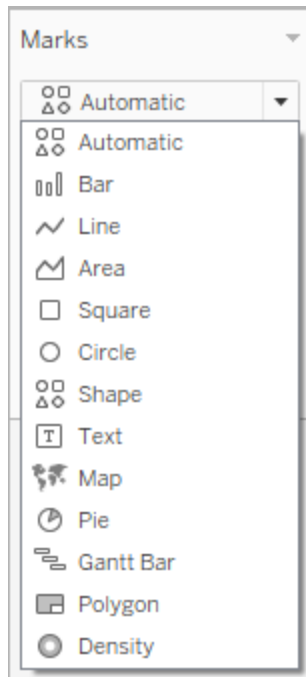 Marks
Automatic
Automatic
Bar
Line
Area
Square
Circle
Shape
T Text
Map
Pie
Gantt Bar
Polygon
Density